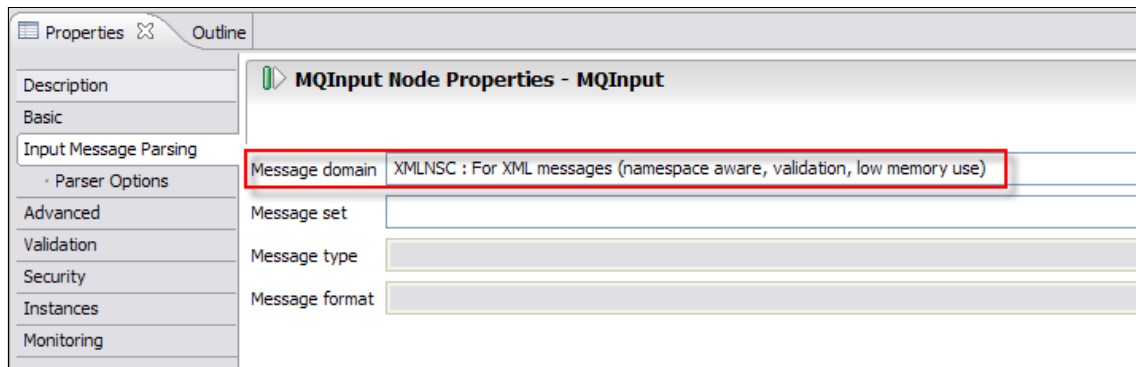 Properties Outline
MQInput Node Properties - MQInput
Description
Basic
Input Message Parsing
· Parser Options
Advanced
Validation
Security
Instances
Monitoring
Message domain XMLNSC : For XML messages (namespace aware, validation, low memory use)
Message set
Message type
Message format